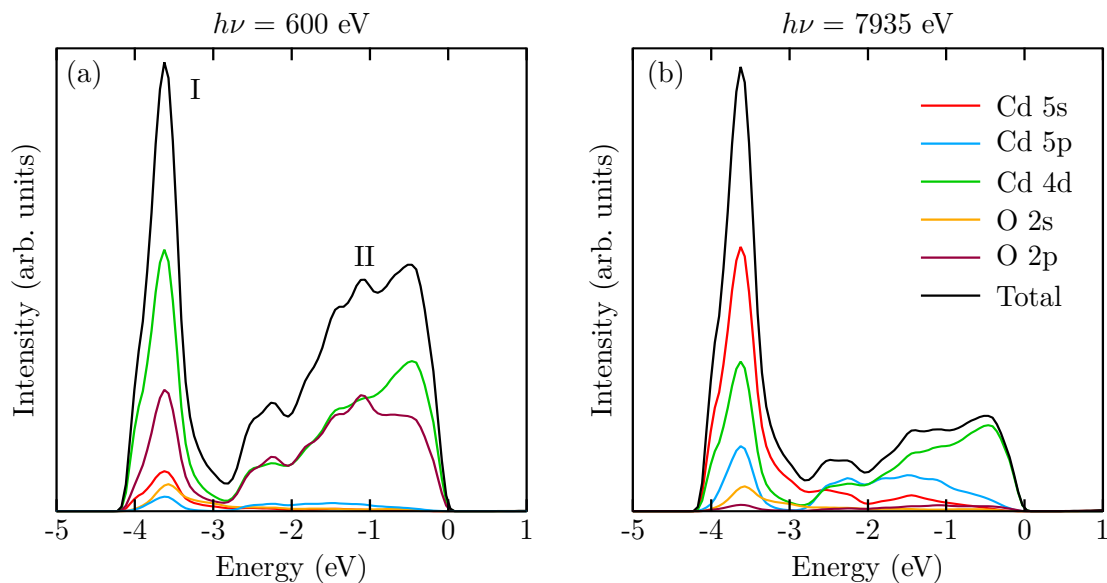 hν = 600 eV
(a)
I
II
Intensity (arb. units)
-5 -4 -3 -2 -1 0 1
Energy (eV)
hν = 7935 eV
(b)
Cd 5s
Cd 5p
Cd 4d
O 2s
O 2p
Total
Intensity (arb. units)
-5 -4 -3 -2 -1 0 1
Energy (eV)